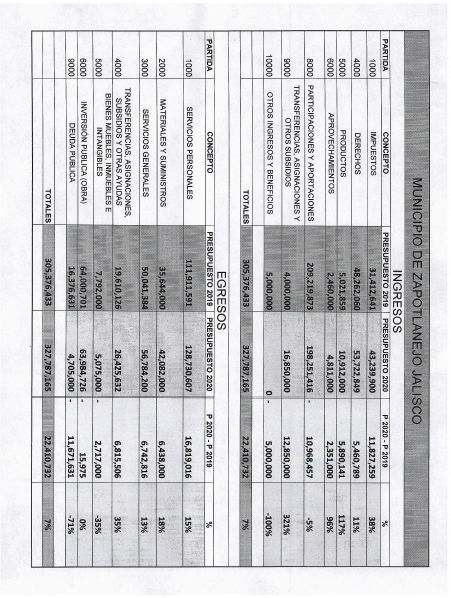 MUNICIPIO DE ZAPOTLANEJO JALISCO
INGRESOS
PARTIDA CONCEPTO PRESUPUESTO 2019 PRESUPUESTO 2020 P 2020 - P 2019 %
1000 IMPUESTOS 31,412,641 43,239,900 11,827,259 38%
4000 DERECHOS 48,262,060 53,722,849 5,460,789 11%
5000 PRODUCTOS 5,021,859 10,912,000 5,890,141 117%
6000 APROVECHAMIENTOS 2,460,000 4,811,000 2,351,000 96%
8000 PARTICIPACIONES Y APORTACIONES 209,219,873 198,251,416 - 10,968,457 -5%
TRANSFERENCIAS, ASIGNACIONES Y
9000 OTROS SUBSIDIOS 4,000,000 16,850,000 12,850,000 321%
10000 OTROS INGRESOS Y BENEFICIOS 5,000,000 0 - 5,000,000 -100%
TOTALES 305,376,433 327,787,165 22,410,732 7%
EGRESOS
PARTIDA CONCEPTO PRESUPUESTO 2019 PRESUPUESTO 2020 P 2020 - P 2019 %
1000 SERVICIOS PERSONALES 111,911,591 128,730,607 16,819,016 15%
2000 MATERIALES Y SUMINISTROS 35,644,000 42,082,000 6,438,000 18%
3000 SERVICIOS GENERALES 50,041,384 56,784,200 6,742,816 13%
TRANSFERENCIAS, ASIGNACIONES,
4000 SUBSIDIOS Y OTRAS AYUDAS 19,610,126 26,425,632 6,815,506 35%
BIENES MUEBLES, INMUEBLES E
5000 INTANGIBLES 7,792,000 5,075,000 - 2,717,000 -35%
6000 INVERSIÓN PÚBLICA (OBRA) 64,000,701 63,984,726 - 15,975 0%
9000 DEUDA PÚBLICA 16,376,631 4,705,000 - 11,671,631 -71%
TOTALES 305,376,433 327,787,165 22,410,732 7%